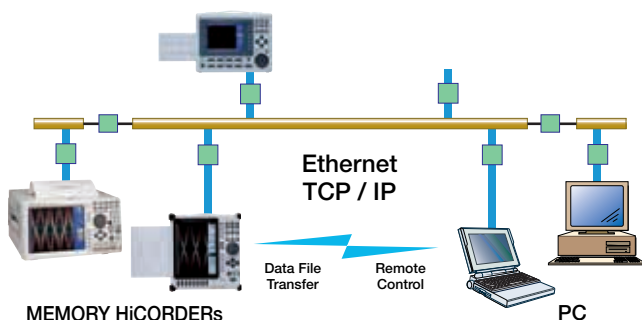 Ethernet
TCP / IP
Data File
Transfer
Remote
Control
MEMORY HiCORDERs
PC